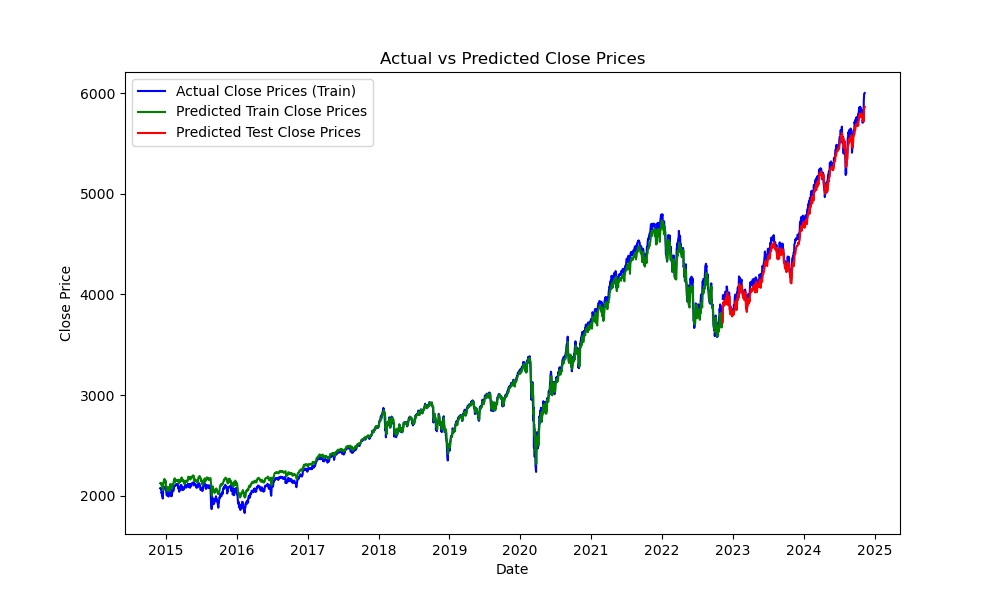 Actual vs Predicted Close Prices
Actual Close Prices (Train)
Predicted Train Close Prices
Predicted Test Close Prices
6000
5000
4000
3000
2000
Close Price
2015 2016 2017 2018 2019 2020 2021 2022 2023 2024 2025
Date